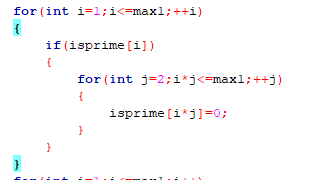 for(int i=1;i<=max1;++i)
{
if(isprime[i])
{
for(int j=2;i*j<=max1;++j)
{
isprime[i*j]=0;
}
}
}